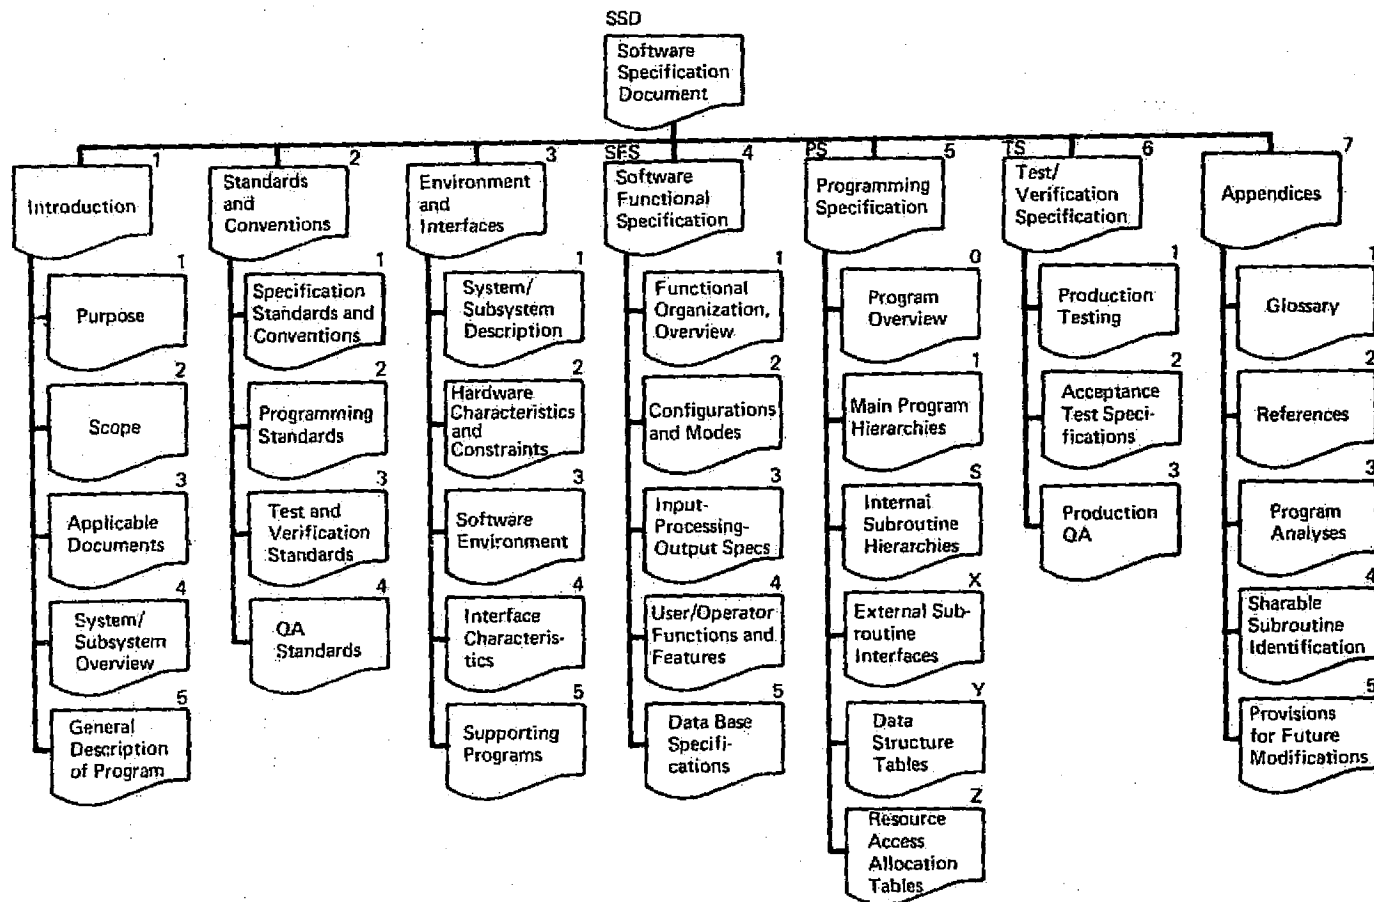 SSD
Software
Specification
Document
1
Introduction
1
Purpose
2
Scope
3
Applicable
Documents
4
System/
Subsystem
Overview
5
General
Description
of Program
2
Standards
and
Conventions
1
Specification
Standards and
Conventions
2
Programming
Standards
3
Test and
Verification
Standards
4
QA
Standards
3
Environment
and
Interfaces
1
System/
Subsystem
Description
2
Hardware
Characteristics
and
Constraints
3
Software
Environment
4
Interface
Characteris-
tics
5
Supporting
Programs
SFS 4
Software
Functional
Specification
1
Functional
Organization,
Overview
2
Configurations
and Modes
3
Input-
Processing-
Output Specs
4
User/Operator
Functions and
Features
5
Data Base
Specifi-
cations
PS 5
Programming
Specification
0
Program
Overview
1
Main Program
Hierarchies
S
Internal
Subroutine
Hierarchies
X
External Sub-
routine
Interfaces
Y
Data
Structure
Tables
Z
Resource
Access
Allocation
Tables
TS 6
Test/
Verification
Specification
1
Production
Testing
2
Acceptance
Test Speci-
fications
3
Production
QA
7
Appendices
1
Glossary
2
References
3
Program
Analyses
4
Sharable
Subroutine
Identification
5
Provisions
for Future
Modifications